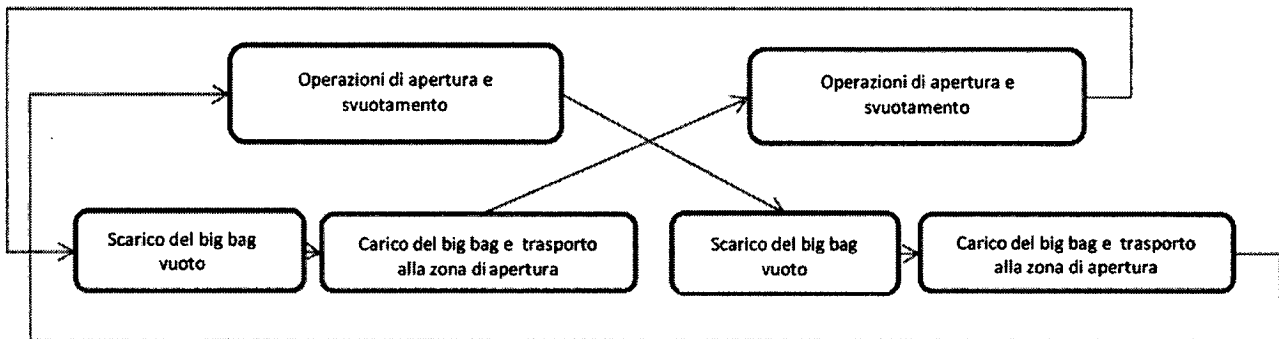 Operazioni di apertura e
svuotamento
Operazioni di apertura e
svuotamento
Scarico del big bag
vuoto
Carico del big bag e trasporto
alla zona di apertura
Scarico del big bag
vuoto
Carico del big bag e trasporto
alla zona di apertura